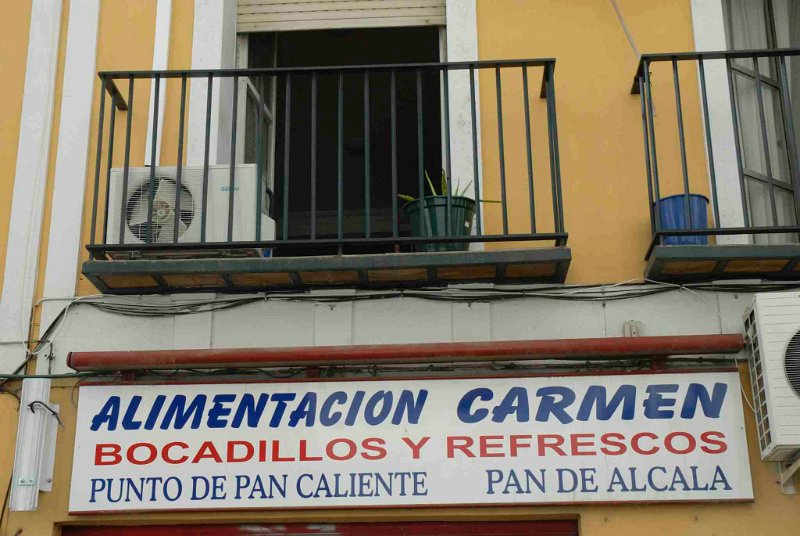 ALIMENTACION CARMEN
BOCADILLOS Y REFRESCOS
PUNTO DE PAN CALIENTE PAN DE ALCALA